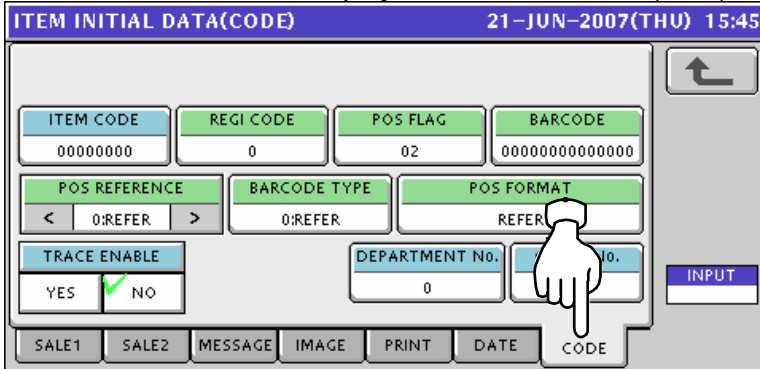 ITEM INITIAL DATA(CODE) 21-JUN-2007(THU) 15:45
ITEM CODE REGI CODE POS FLAG BARCODE
00000000 0 02 00000000000000
POS REFERENCE BARCODE TYPE POS FORMAT
< 0:REFER > 0:REFER REFER
TRACE ENABLE DEPARTMENT No.
YES NO 0
INPUT
SALE1 SALE2 MESSAGE IMAGE PRINT DATE CODE